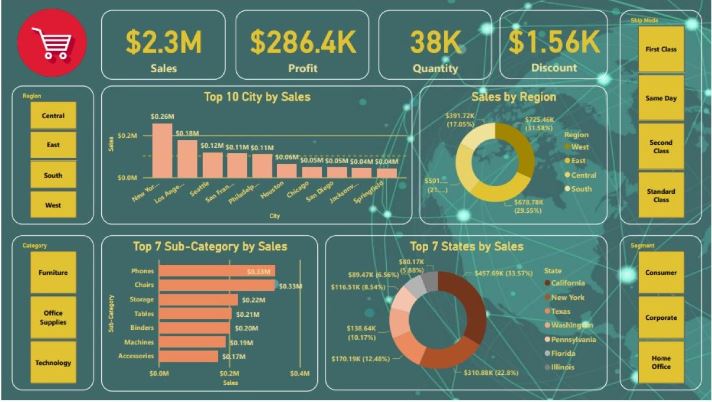 $2.3M
Sales
$286.4K
Profit
38K
Quantity
$1.56K
Discount
Ship Mode
First Class
Same Day
Second
Class
Standard
Class
Region
Central
East
South
West
Top 10 City by Sales
Sales
$0.2M
$0.0M
$0.26M
$0.18M
$0.12M
$0.11M
$0.11M
$0.06M
$0.05M
$0.05M
$0.04M
$0.04M
New Yor...
Los Ange...
Seattle
San Fran...
Philadelp...
Houston
Chicago
San Diego
Jacksonv...
Springfield
City
Sales by Region
$391.72K
(17.05%)
$725.46K
(31.58%)
$501....
(21....)
$678.78K
(29.55%)
Region
West
East
Central
South
Category
Furniture
Office
Supplies
Technology
Top 7 Sub-Category by Sales
Sub-Category
Phones
$0.33M
Chairs
$0.33M
Storage
$0.22M
Tables
$0.21M
Binders
$0.20M
Machines
$0.19M
Accessories
$0.17M
$0.0M
$0.2M
$0.4M
Sales
Top 7 States by Sales
$80.17K
(5.88%)
$89.47K (6.56%)
$116.51K (8.54%)
$138.64K
(10.17%)
$170.19K (12.48%)
$310.88K (22.8%)
$457.69K (33.57%)
State
California
New York
Texas
Washington
Pennsylvania
Florida
Illinois
Segment
Consumer
Corporate
Home
Office